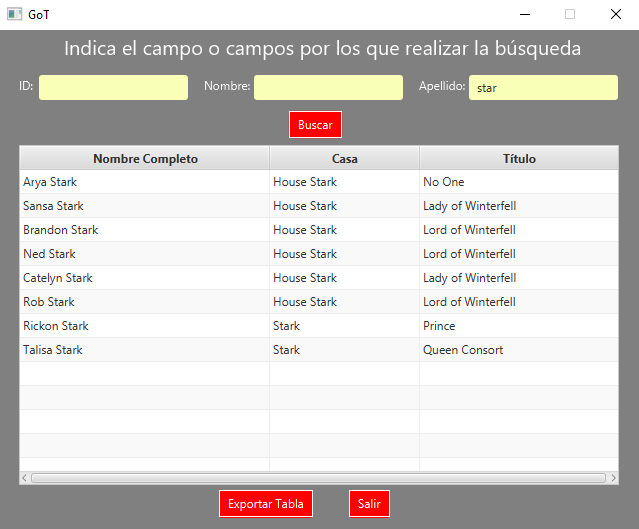 GoT
Indica el campo o campos por los que realizar la búsqueda
ID: Nombre: Apellido: star
Buscar
Nombre Completo Casa Título
Arya Stark House Stark No One
Sansa Stark House Stark Lady of Winterfell
Brandon Stark House Stark Lord of Winterfell
Ned Stark House Stark Lord of Winterfell
Catelyn Stark House Stark Lady of Winterfell
Rob Stark House Stark Lord of Winterfell
Rickon Stark Stark Prince
Talisa Stark Stark Queen Consort
Exportar Tabla Salir